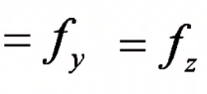 = f_y = f_z